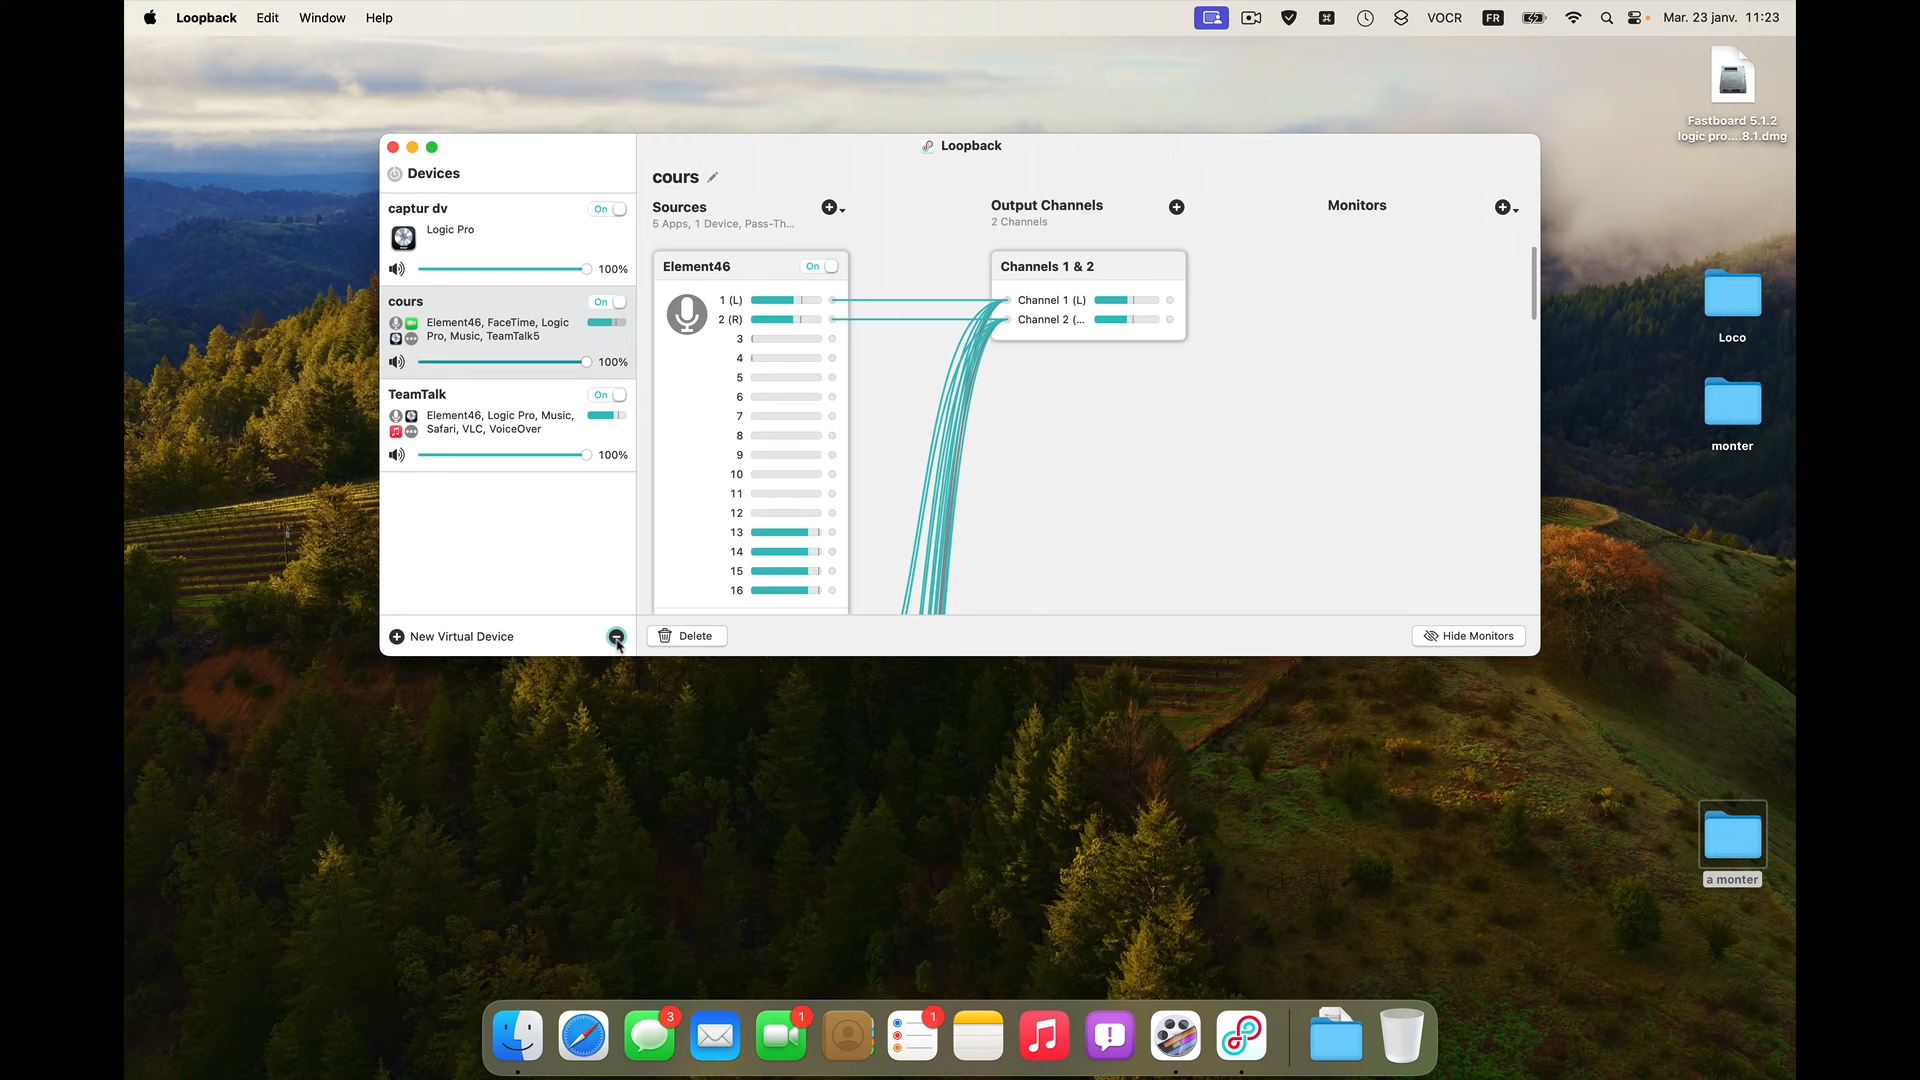 Loopback Edit Window Help VOCR FR Mar. 23 janv. 11:23
Fastboard 5.1.2
logic pro....8.1.dmg
Loopback
Devices
captur dv On
Logic Pro
100%
cours On
Element46, FaceTime, Logic
Pro, Music, TeamTalk5
100%
TeamTalk On
Element46, Logic Pro, Music,
Safari, VLC, VoiceOver
100%
New Virtual Device
cours
Sources
5 Apps, 1 Device, Pass-Th...
Output Channels
2 Channels
Monitors
Element46 On
1 (L)
2 (R)
3
4
5
6
7
8
9
10
11
12
13
14
15
16
Channels 1 & 2
Channel 1 (L)
Channel 2 (...
Delete
Hide Monitors
Loco
monter
a monter
3
1
1